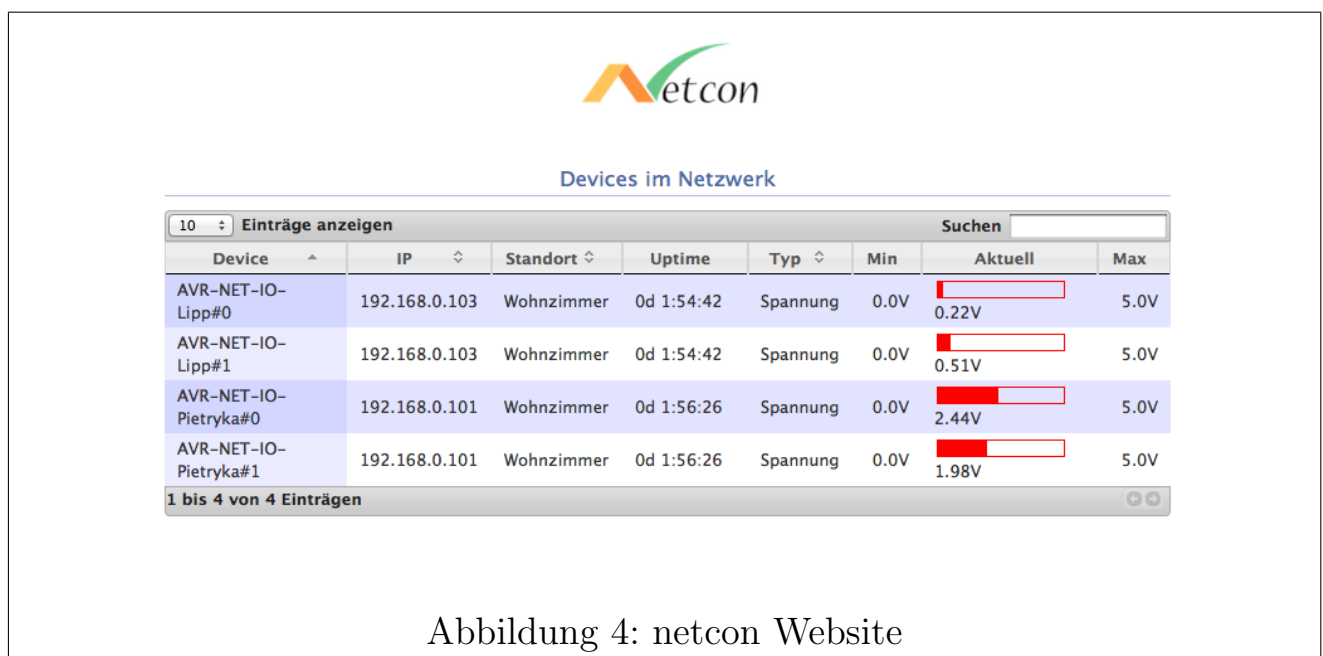 Netcon
Devices im Netzwerk
10 Einträge anzeigen Suchen
Device IP Standort Uptime Typ Min Aktuell Max
AVR-NET-IO-
Lipp#0 192.168.0.103 Wohnzimmer 0d 1:54:42 Spannung 0.0V 0.22V 5.0V
AVR-NET-IO-
Lipp#1 192.168.0.103 Wohnzimmer 0d 1:54:42 Spannung 0.0V 0.51V 5.0V
AVR-NET-IO-
Pietryka#0 192.168.0.101 Wohnzimmer 0d 1:56:26 Spannung 0.0V 2.44V 5.0V
AVR-NET-IO-
Pietryka#1 192.168.0.101 Wohnzimmer 0d 1:56:26 Spannung 0.0V 1.98V 5.0V
1 bis 4 von 4 Einträgen
Abbildung 4: netcon Website